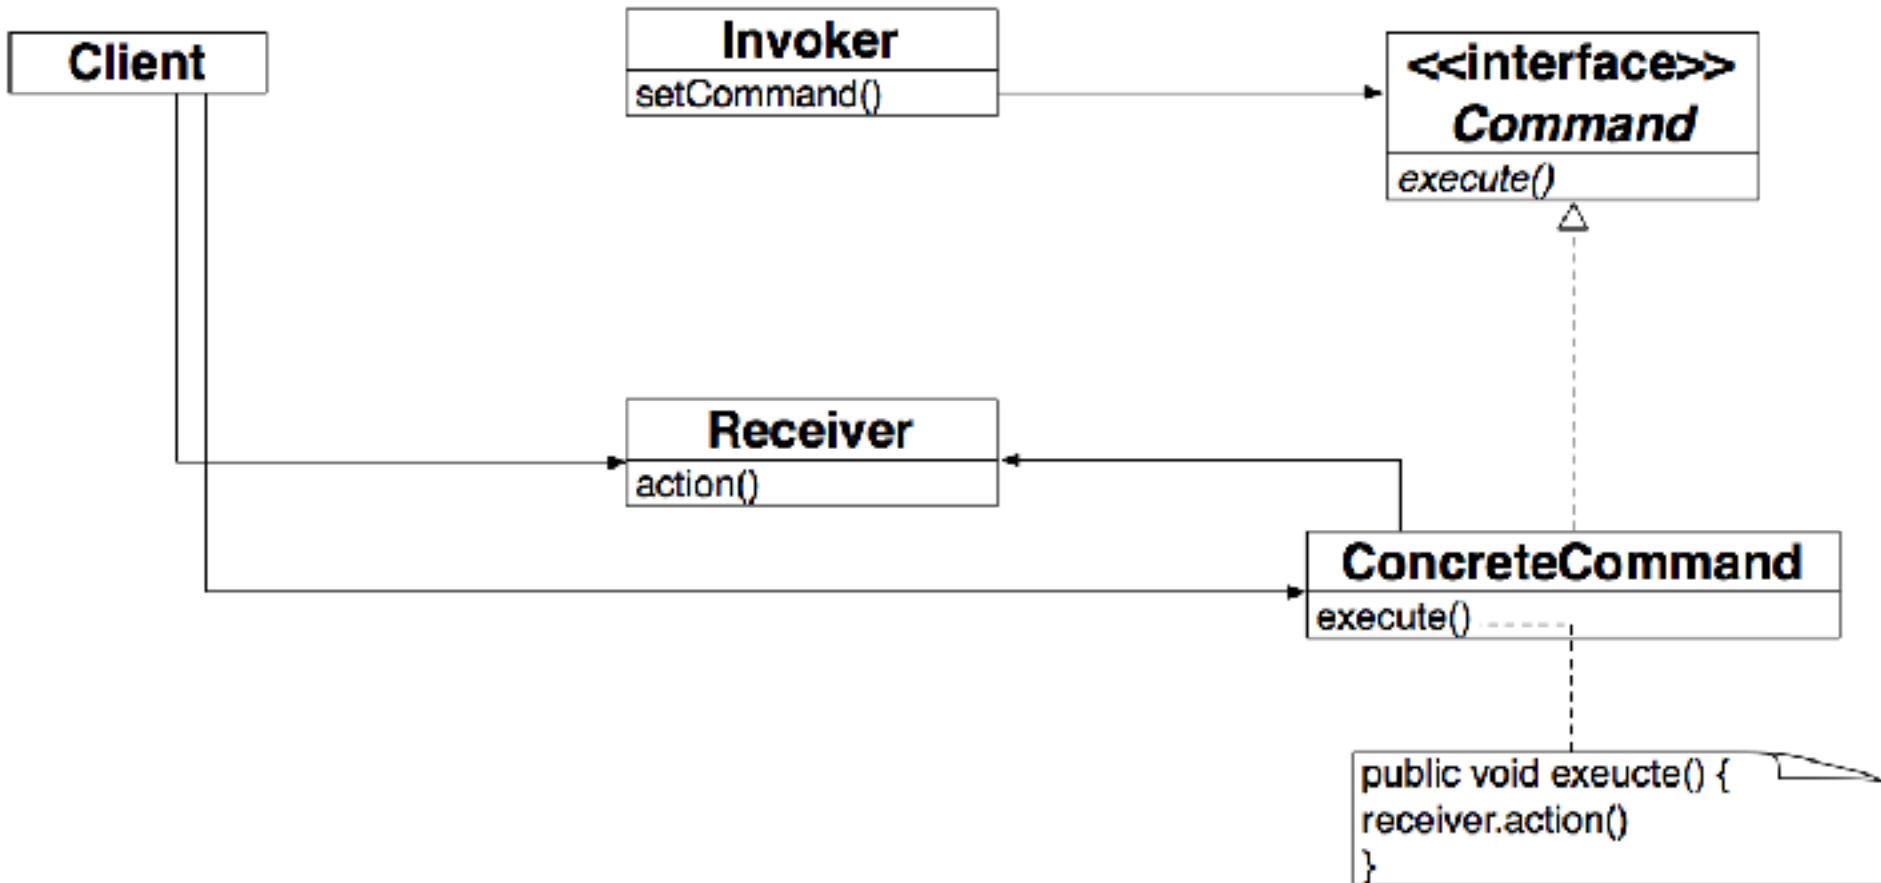 Client
Invoker
setCommand()
<<interface>>
Command
execute()
Receiver
action()
ConcreteCommand
execute()
public void exeucte() {
receiver.action()
}